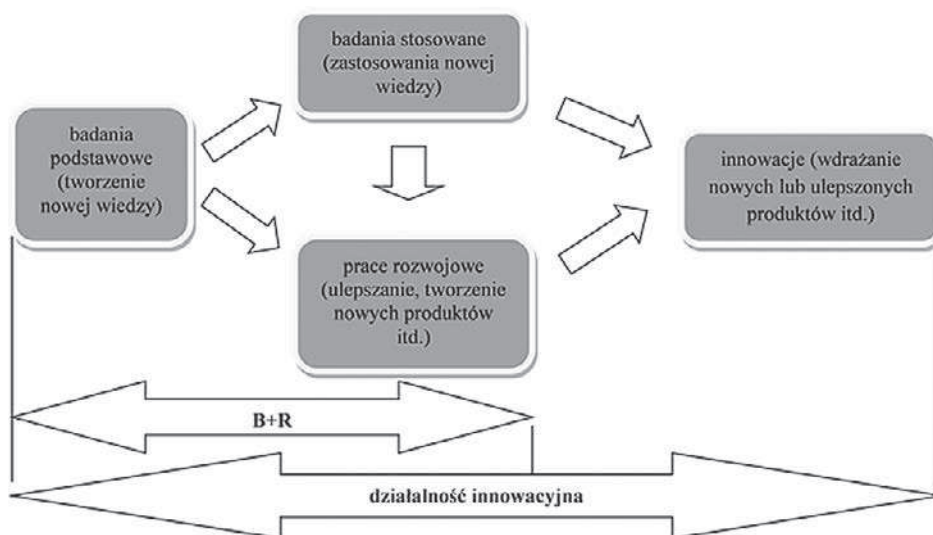 badania stosowane
(zastosowania nowej
wiedzy)
badania
podstawowe
(tworzenie
nowej wiedzy)
innowacje (wdrażanie
nowych lub ulepszonych
produktów itd.)
prace rozwojowe
(ulepszanie, tworzenie
nowych produktów
itd.)
B+R
działalność innowacyjna